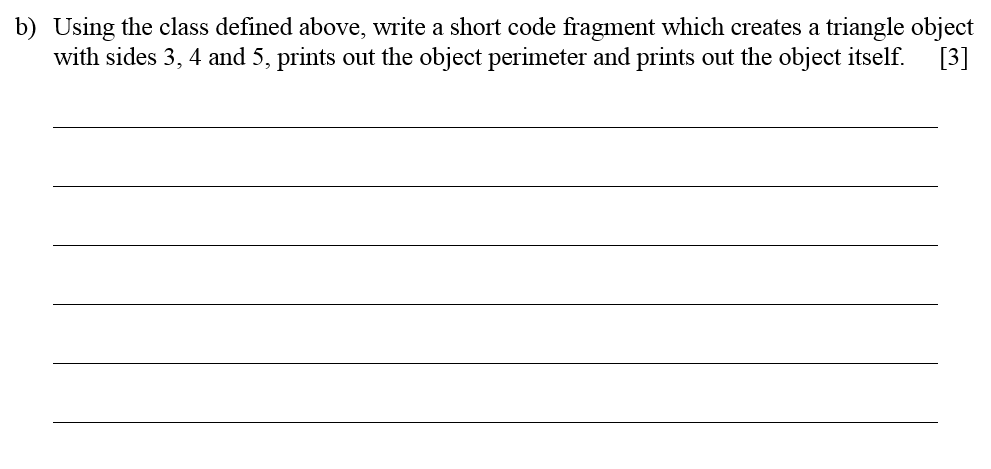 b) Using the class defined above, write a short code fragment which creates a triangle object
with sides 3, 4 and 5, prints out the object perimeter and prints out the object itself. [3]